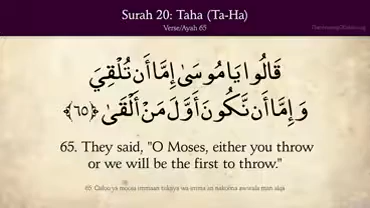 Surah 20: Taha (Ta-Ha)
Verse/Ayah 65
قَالُوا يَا مُوسَىٰ إِمَّا أَن تُلْقِيَ
وَإِمَّا أَن نَّكُونَ أَوَّلَ مَنْ أَلْقَىٰ ﴿٦٥﴾
65. They said, "O Moses, either you throw
or we will be the first to throw."